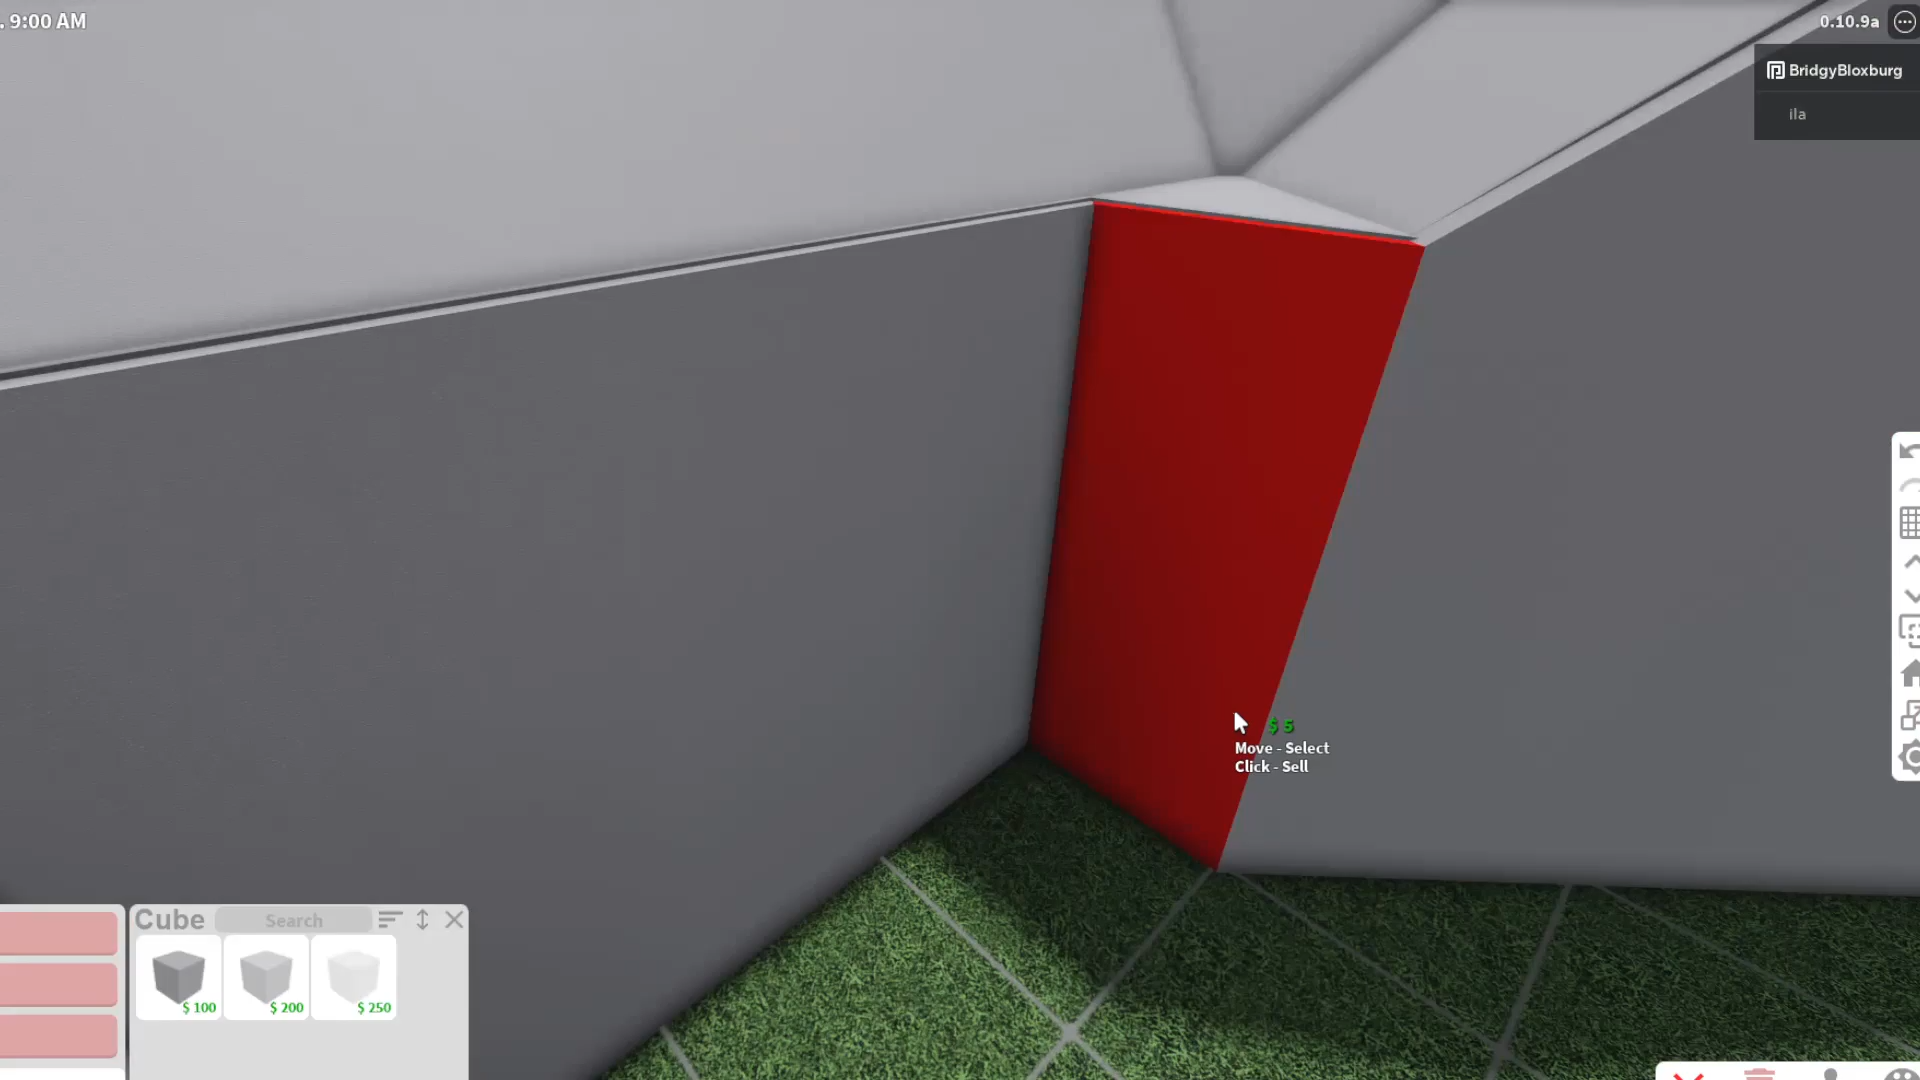 . 9:00 AM
0.10.9a
BridgyBloxburg
ila
$ 5
Move - Select
Click - Sell
Cube
Search
$ 100
$ 200
$ 250